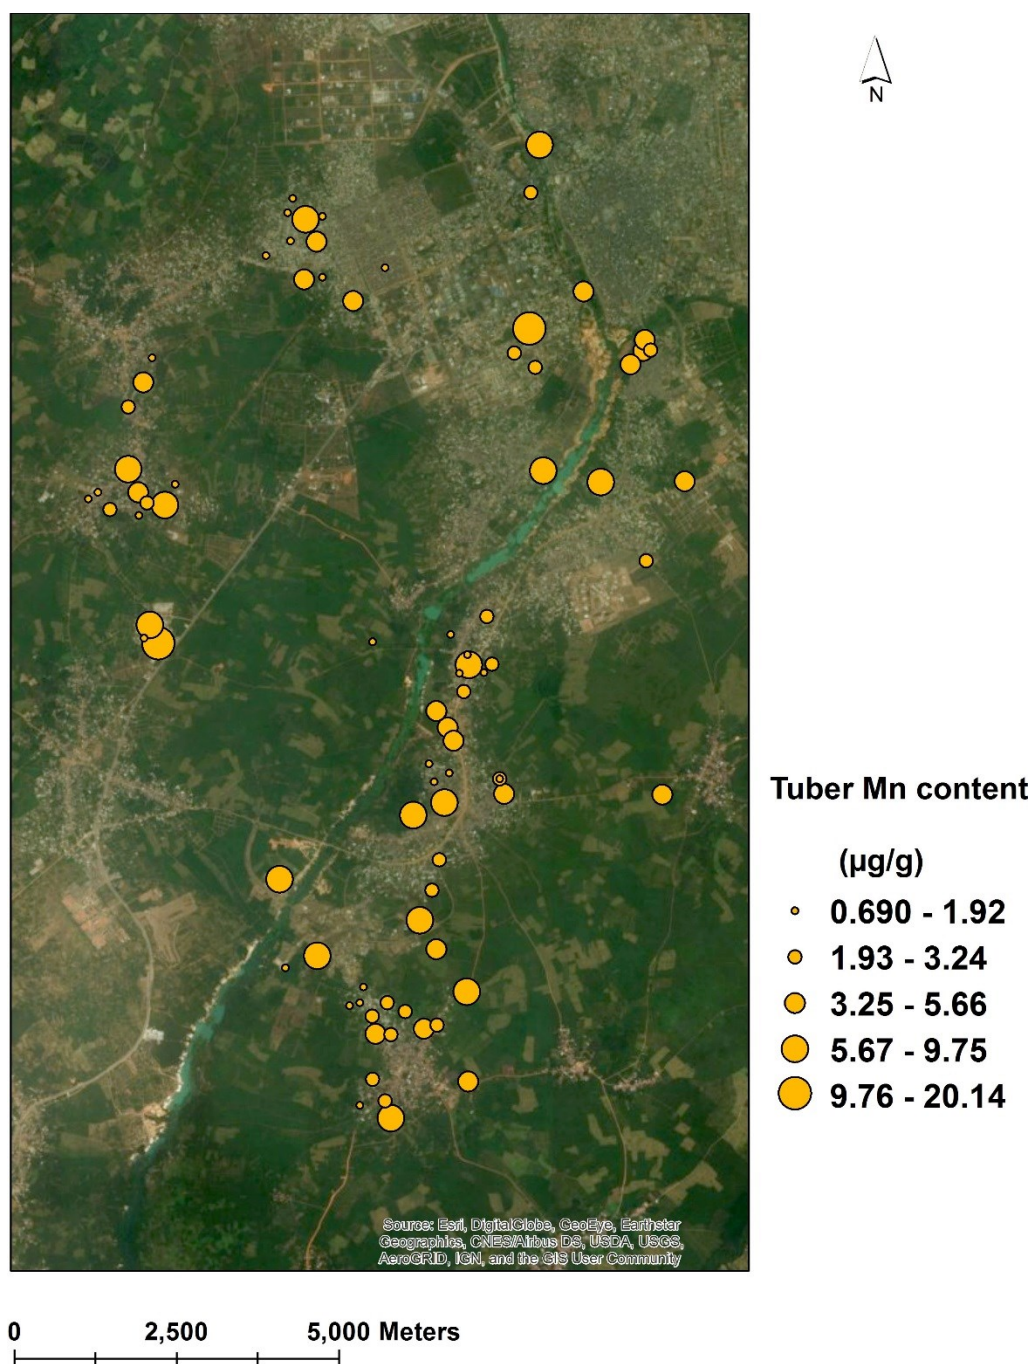 N
Tuber Mn content
(µg/g)
0.690 - 1.92
1.93 - 3.24
3.25 - 5.66
5.67 - 9.75
9.76 - 20.14
Source: Esri, DigitalGlobe, GeoEye, Earthstar
Geographics, CNES/Airbus DS, USDA, USGS,
AeroGRID, IGN, and the GIS User Community
0 2,500 5,000 Meters